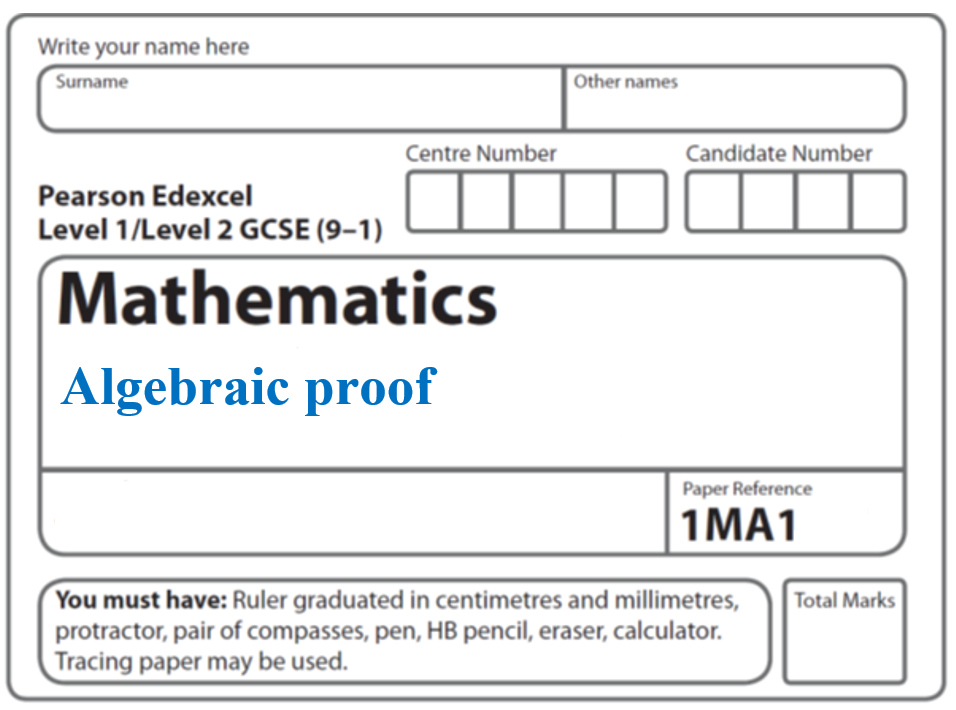 Write your name here
Surname
Other names
Centre Number
Candidate Number
Pearson Edexcel
Level 1/Level 2 GCSE (9–1)
Mathematics
Algebraic proof
Paper Reference
1MA1
You must have: Ruler graduated in centimetres and millimetres,
protractor, pair of compasses, pen, HB pencil, eraser, calculator.
Tracing paper may be used.
Total Marks